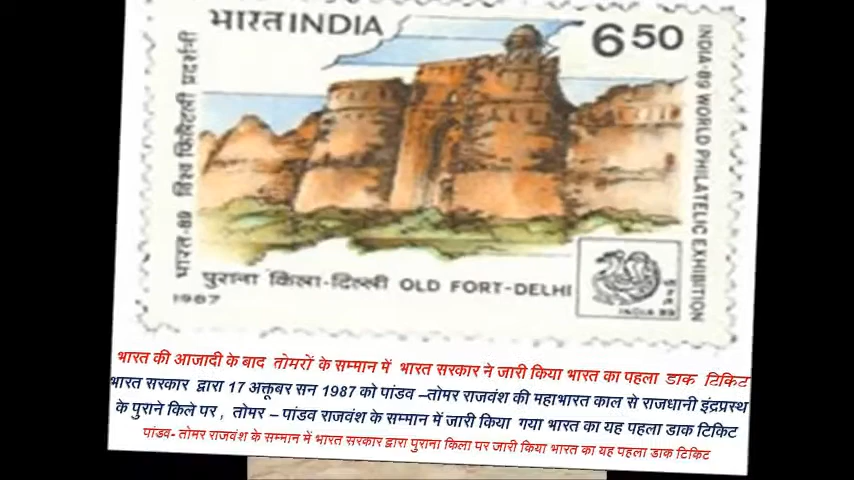 भारत INDIA
6 50
भारत-89 विश्व फिलैटली प्रदर्शनी
INDIA-89 WORLD PHILATELIC EXHIBITION
पुराना किला-दिल्ली OLD FORT-DELHI
1987
INDIA 89
भारत की आजादी के बाद तोमरों के सम्मान में भारत सरकार ने जारी किया भारत का पहला डाक टिकिट
भारत सरकार द्वारा 17 अक्तूबर सन 1987 को पांडव –तोमर राजवंश की महाभारत काल से राजधानी इंद्रप्रस्थ
के पुराने किले पर , तोमर – पांडव राजवंश के सम्मान में जारी किया गया भारत का यह पहला डाक टिकिट
पांडव- तोमर राजवंश के सम्मान में भारत सरकार द्वारा पुराना किला पर जारी किया भारत का यह पहला डाक टिकिट